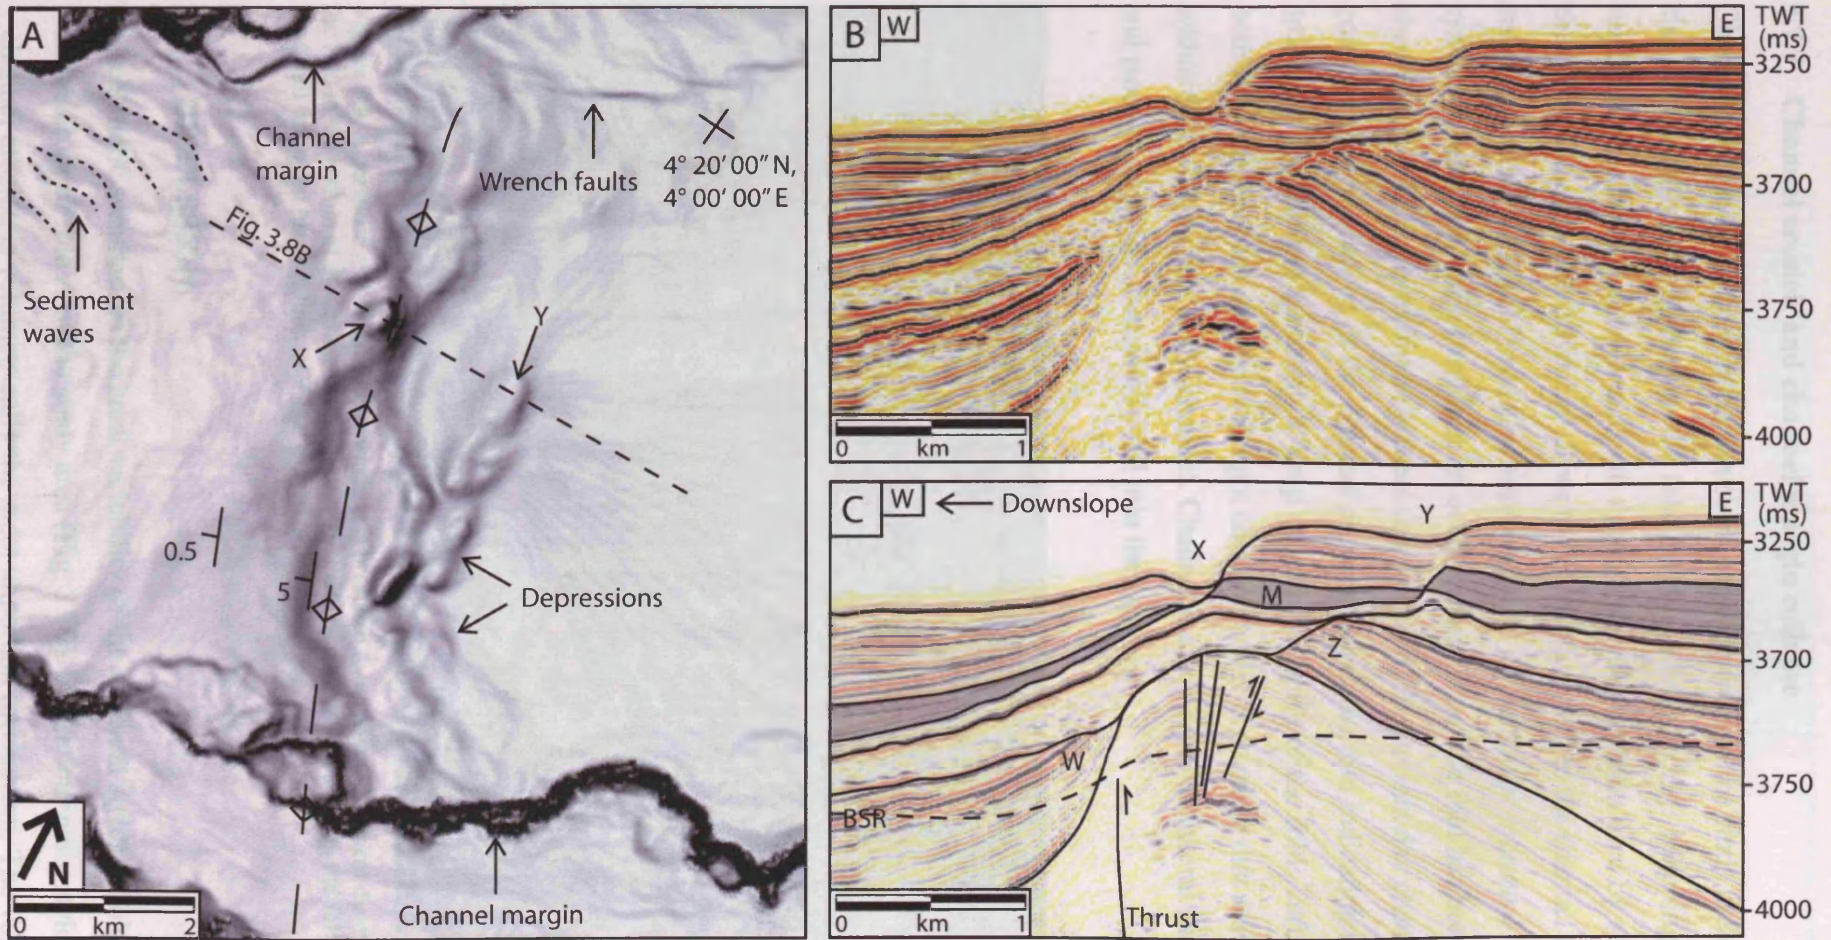 A
Channel
margin
Wrench faults
4° 20' 00" N,
4° 00' 00" E
Fig. 3.8B
Sediment
waves
X
Y
0.5
5
Depressions
N
0 km 2
Channel margin
B
W
E
TWT
(ms)
3250
3700
3750
4000
0 km 1
C
W
Downslope
E
TWT
(ms)
X
Y
3250
M
Z
3700
W
BSR
3750
Thrust
4000
0 km 1